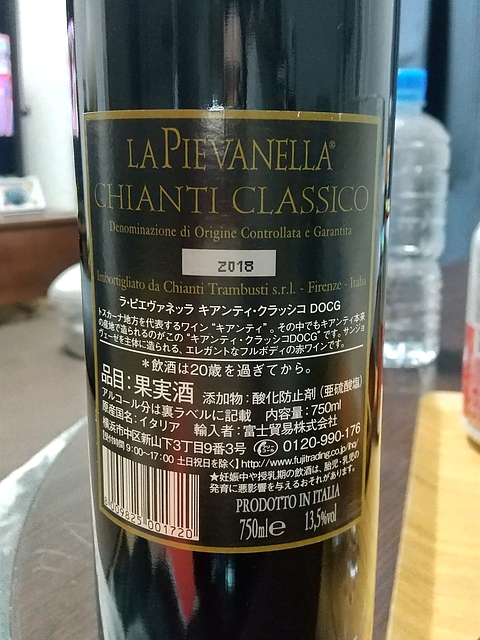 LA PIEVANELLA®
CHIANTI CLASSICO
Denominazione di Origine Controllata e Garantita
2018
Imbortigliato da Chianti Trambusti s.r.l. - Firenze - Italia
ラ・ピエヴァネッラ キアンティ・クラッシコ DOCG
トスカーナ地方を代表するワイン "キアンティ"。その中でもキアンティ本来
の産地で造られるのがこの "キアンティ・クラッシコDOCG"です。サンジョ
ヴェーゼを主体に造られる、エレガントなフルボディの赤ワインです。
＊飲酒は20歳を過ぎてから。
品目:果実酒 添加物:酸化防止剤(亜硫酸塩)
アルコール分は裏ラベルに記載 内容量:750ml
原産国名:イタリア 輸入者:富士貿易株式会社
横浜市中区新山下3丁目9番3号 0120-990-176
【受付時間 9:00〜17:00 土日祝日を除く】 http://www.fujitrading.co.jp/lho/
★妊娠中や授乳期の飲酒は、胎児・乳児の
発育に悪影響を与えるおそれがあります。
PRODOTTO IN ITALIA
750ml e 13,5%vol
8 009825 001720